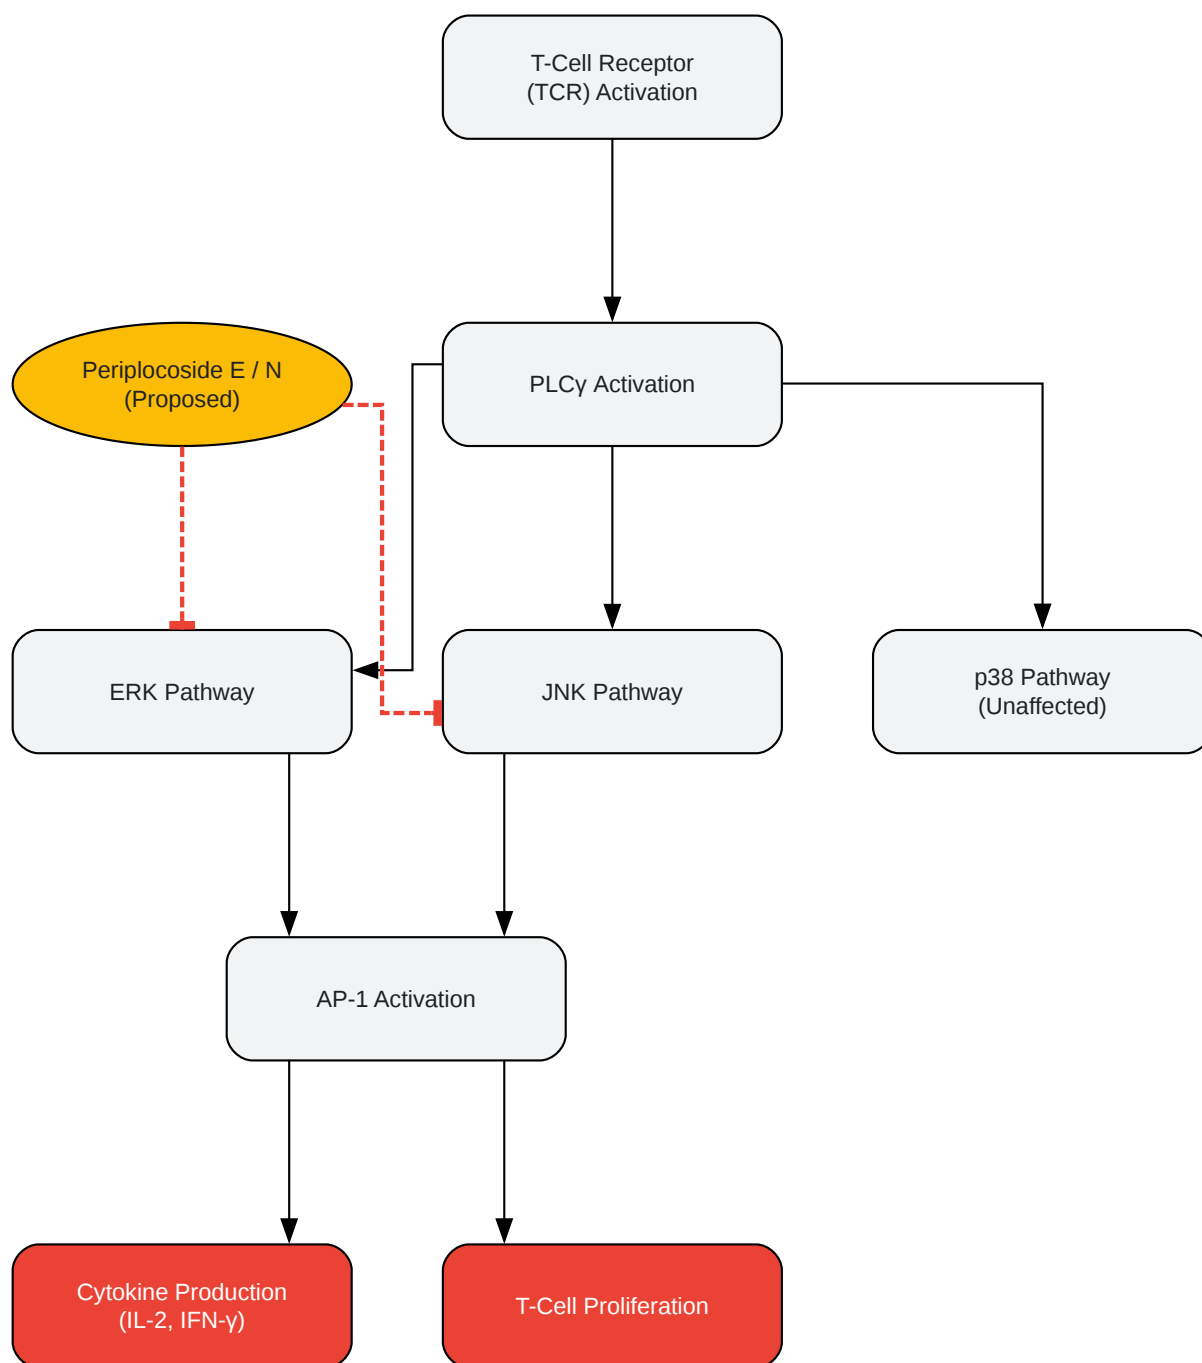 T-Cell Receptor
(TCR) Activation
Periplocoside E / N
(Proposed)
PLCγ Activation
ERK Pathway
JNK Pathway
p38 Pathway
(Unaffected)
AP-1 Activation
Cytokine Production
(IL-2, IFN-γ)
T-Cell Proliferation